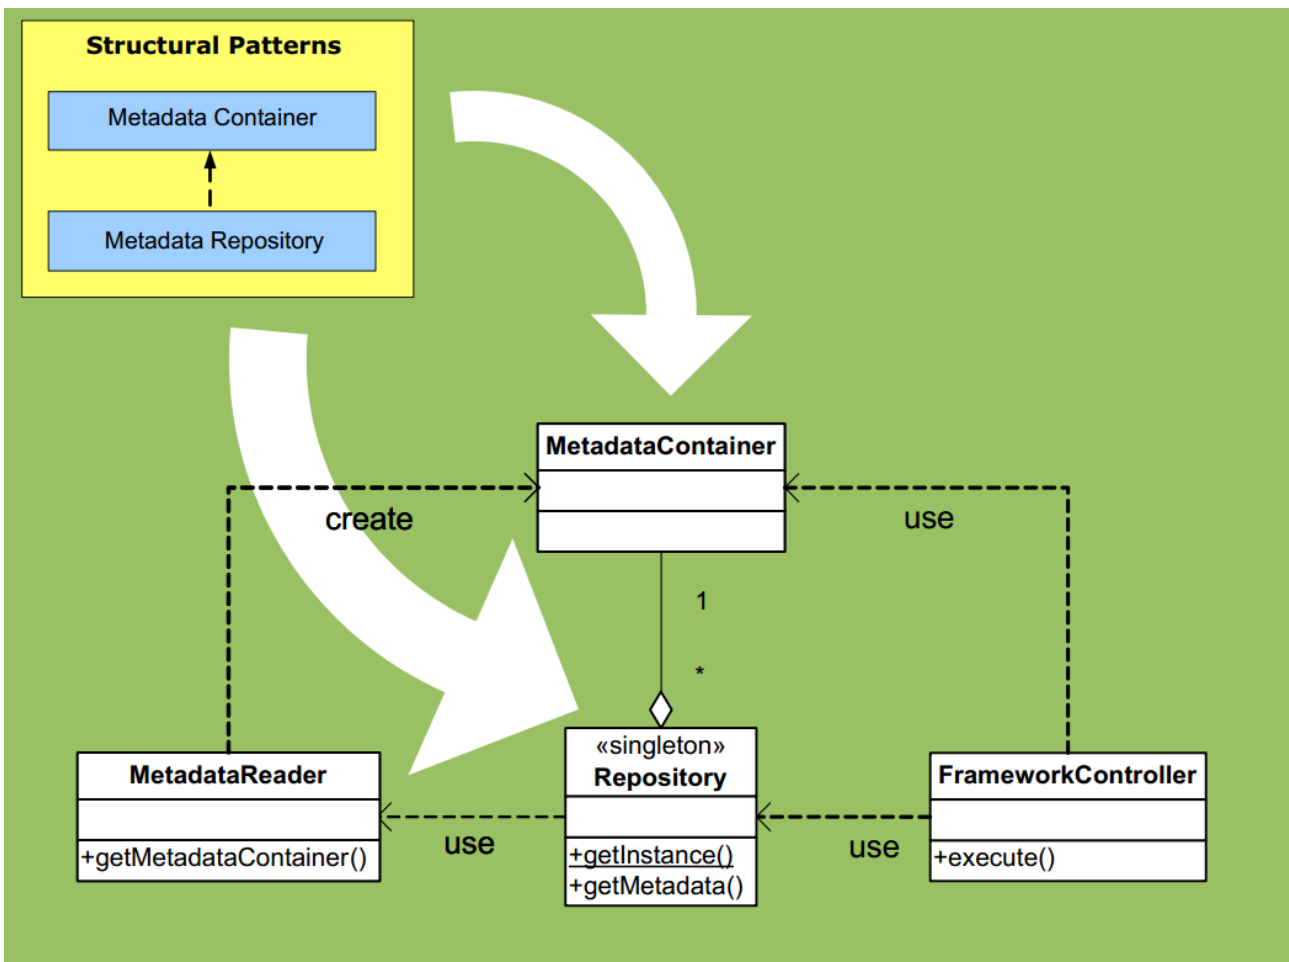 Structural Patterns
Metadata Container
Metadata Repository
MetadataContainer
create
use
1
*
«singleton»
Repository
+getInstance()
+getMetadata()
MetadataReader
+getMetadataContainer()
use
use
FrameworkController
+execute()